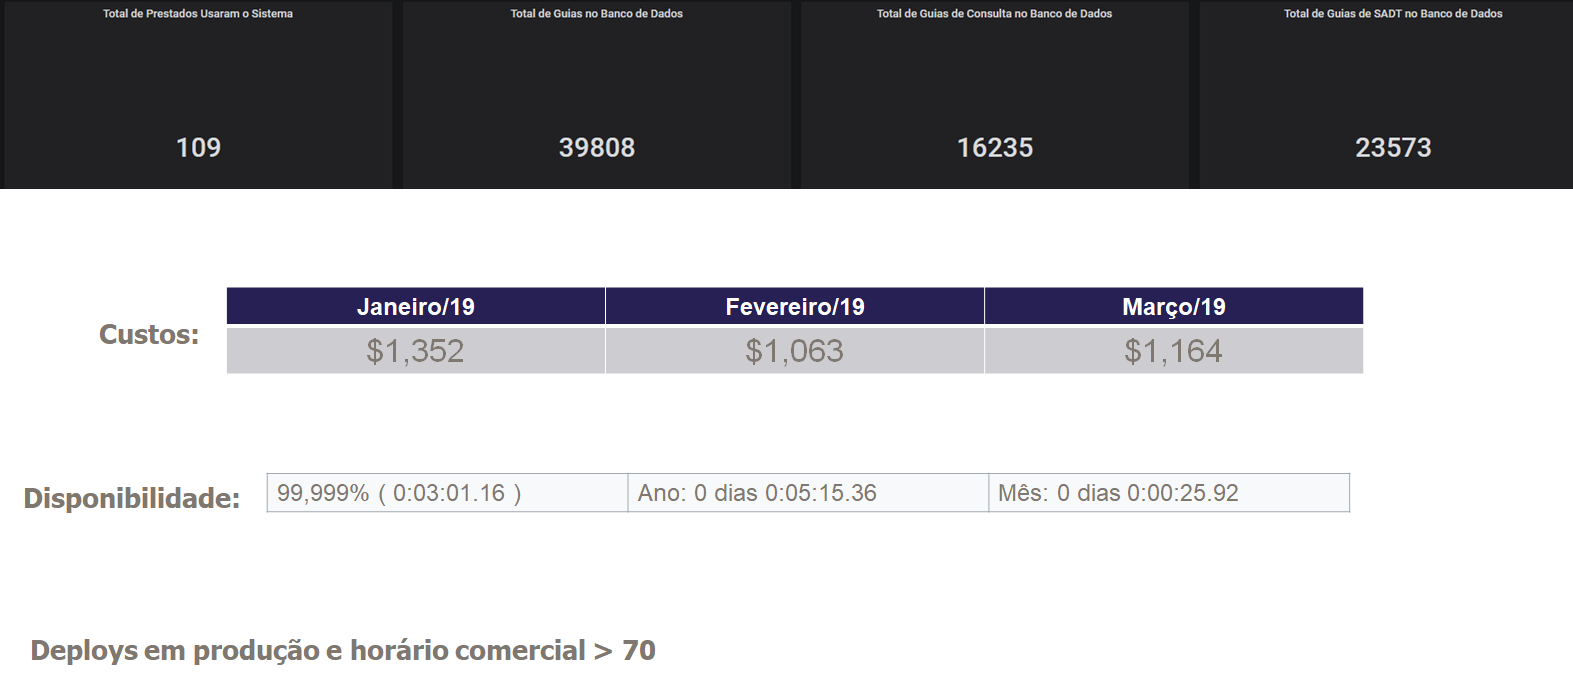 Total de Prestados Usaram o Sistema
Total de Guias no Banco de Dados
Total de Guias de Consulta no Banco de Dados
Total de Guias de SADT no Banco de Dados
109
39808
16235
23573
Custos:
Janeiro/19
Fevereiro/19
Março/19
$1,352
$1,063
$1,164
Disponibilidade:
99,999% ( 0:03:01.16 )
Ano: 0 dias 0:05:15.36
Mês: 0 dias 0:00:25.92
Deploys em produção e horário comercial > 70